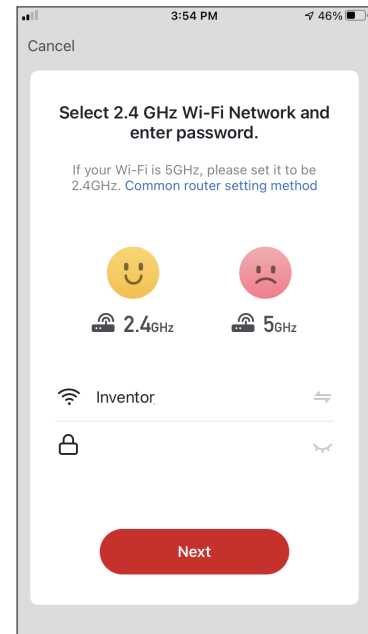 3:54 PM
46%
Cancel
Select 2.4 GHz Wi-Fi Network and
enter password.
If your Wi-Fi is 5GHz, please set it to be
2.4GHz. Common router setting method
2.4GHz
5GHz
Inventor
Next